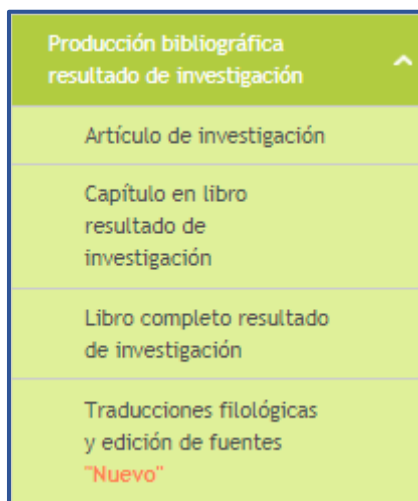 Producción bibliográfica
resultado de investigación
Artículo de investigación
Capítulo en libro
resultado de
investigación
Libro completo resultado
de investigación
Traducciones filológicas
y edición de fuentes
"Nuevo"